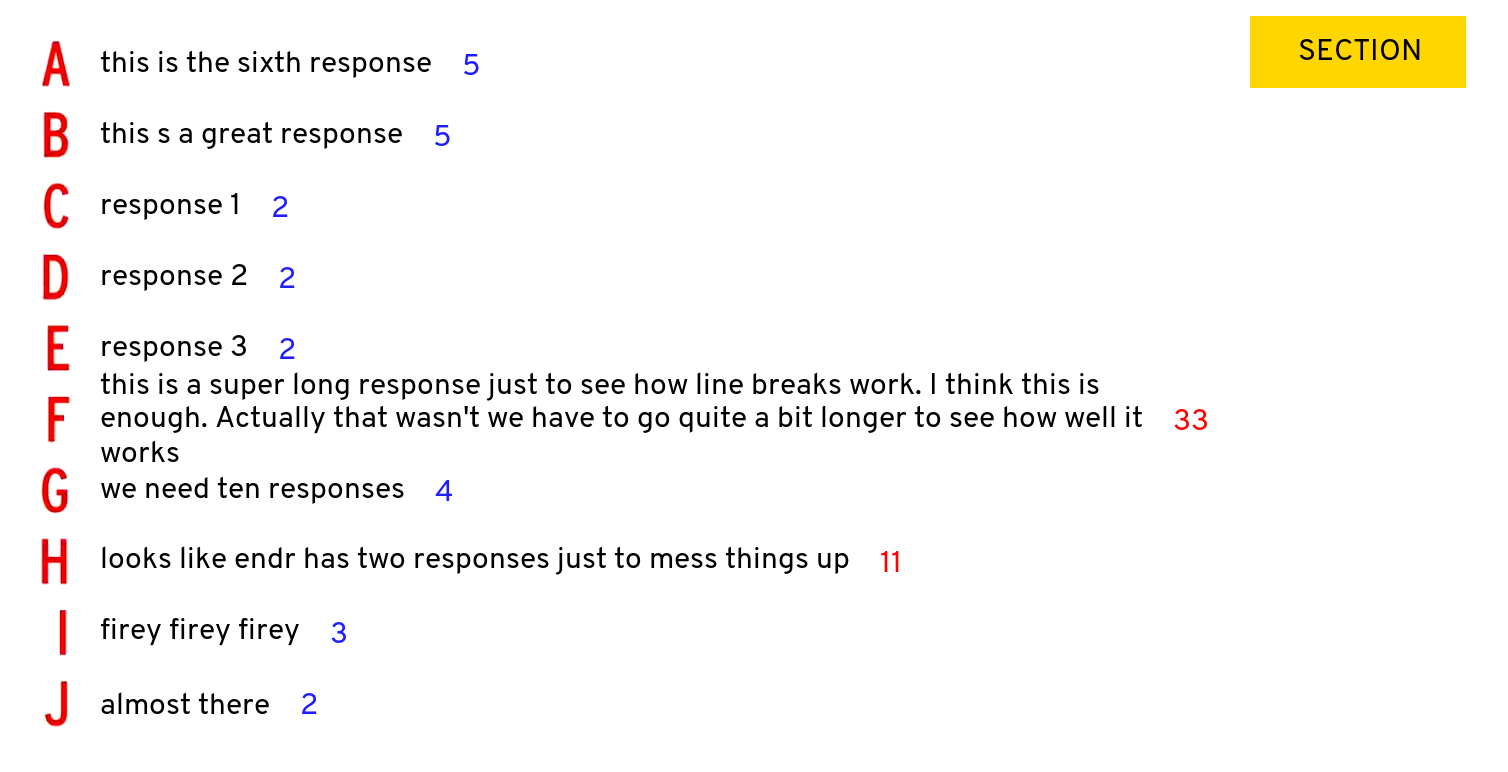 SECTION
A this is the sixth response 5
B this s a great response 5
C response 1 2
D response 2 2
E response 3 2
this is a super long response just to see how line breaks work. I think this is
F enough. Actually that wasn't we have to go quite a bit longer to see how well it 33
works
G we need ten responses 4
H looks like endr has two responses just to mess things up 11
I firey firey firey 3
J almost there 2